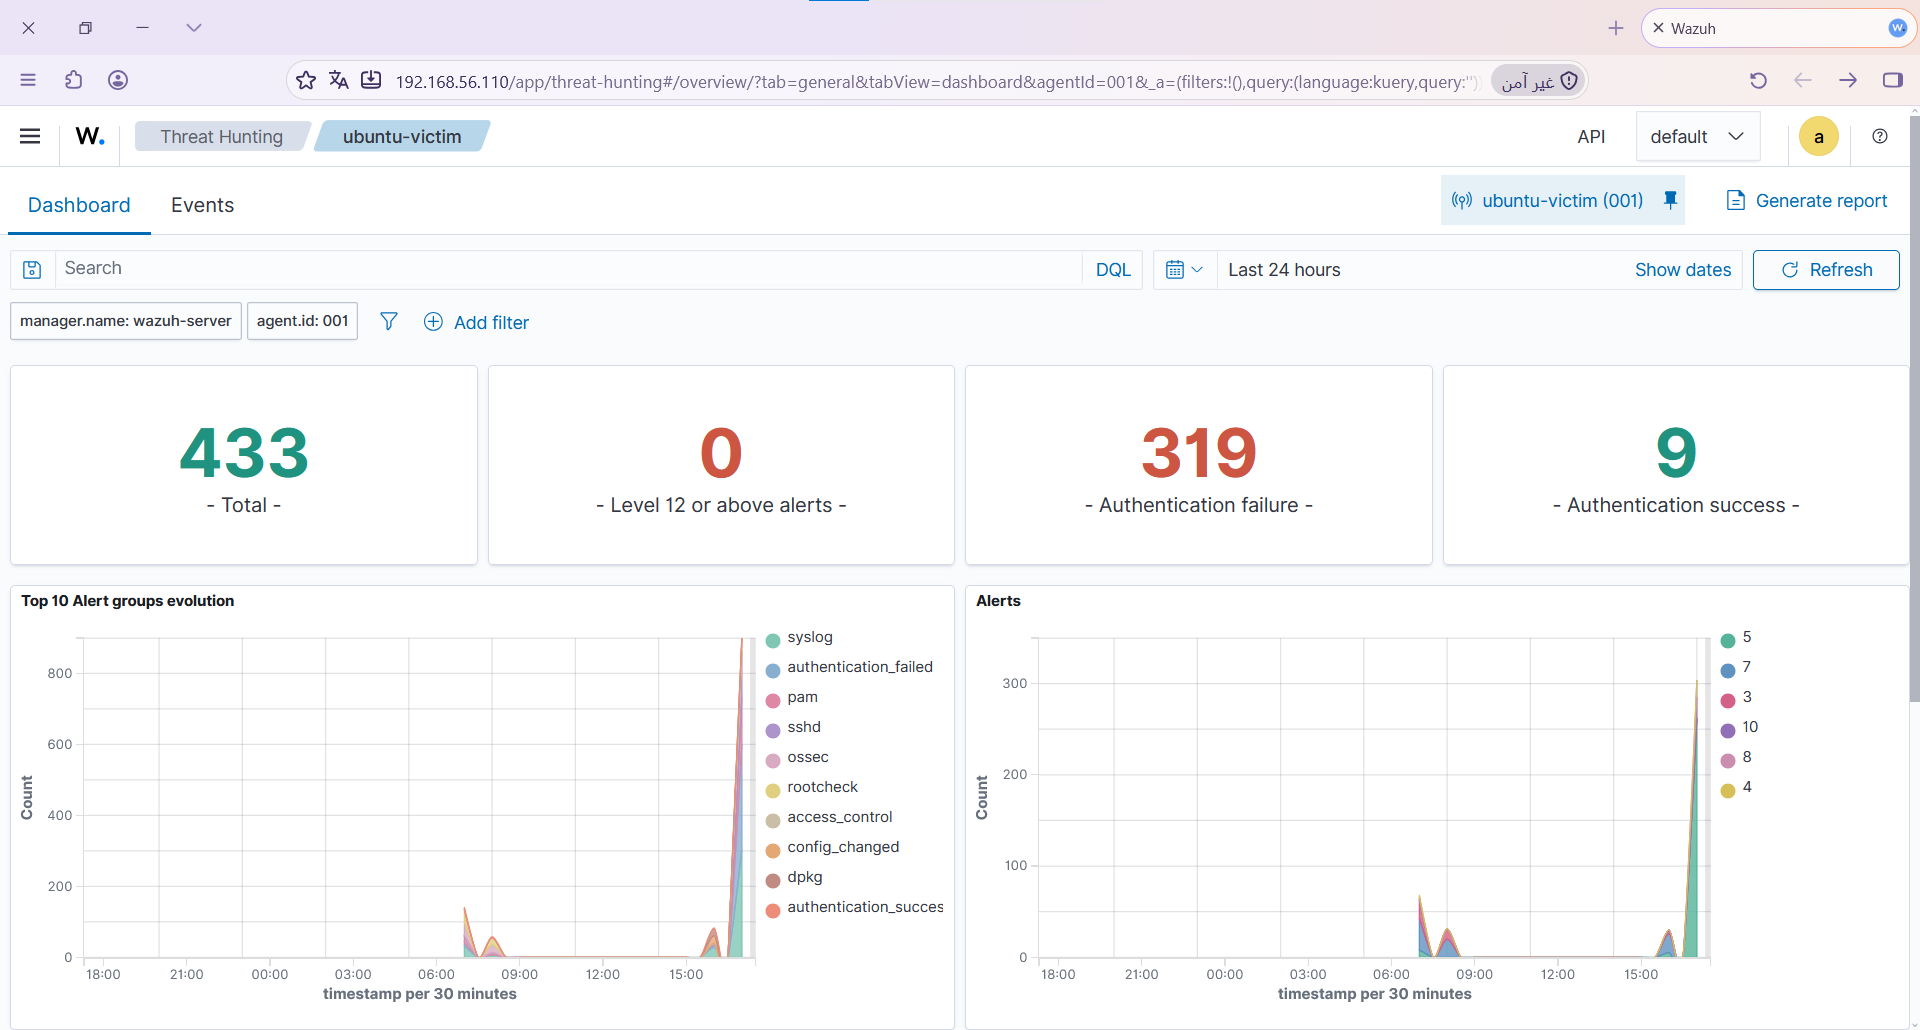 Wazuh
192.168.56.110/app/threat-hunting#/overview/?tab=general&tabView=dashboard&agentId=001&_a=(filters:!(),query:(language:kuery,query:''))
غير آمن
W.
Threat Hunting
ubuntu-victim
API
default
a
Dashboard
Events
ubuntu-victim (001)
Generate report
Search
DQL
Last 24 hours
Show dates
Refresh
manager.name: wazuh-server
agent.id: 001
Add filter
433
- Total -
0
- Level 12 or above alerts -
319
- Authentication failure -
9
- Authentication success -
Top 10 Alert groups evolution
Count
800
600
400
200
0
18:00 21:00 00:00 03:00 06:00 09:00 12:00 15:00
timestamp per 30 minutes
syslog
authentication_failed
pam
sshd
ossec
rootcheck
access_control
config_changed
dpkg
authentication_succes
Alerts
Count
300
200
100
0
18:00 21:00 00:00 03:00 06:00 09:00 12:00 15:00
timestamp per 30 minutes
5
7
3
10
8
4